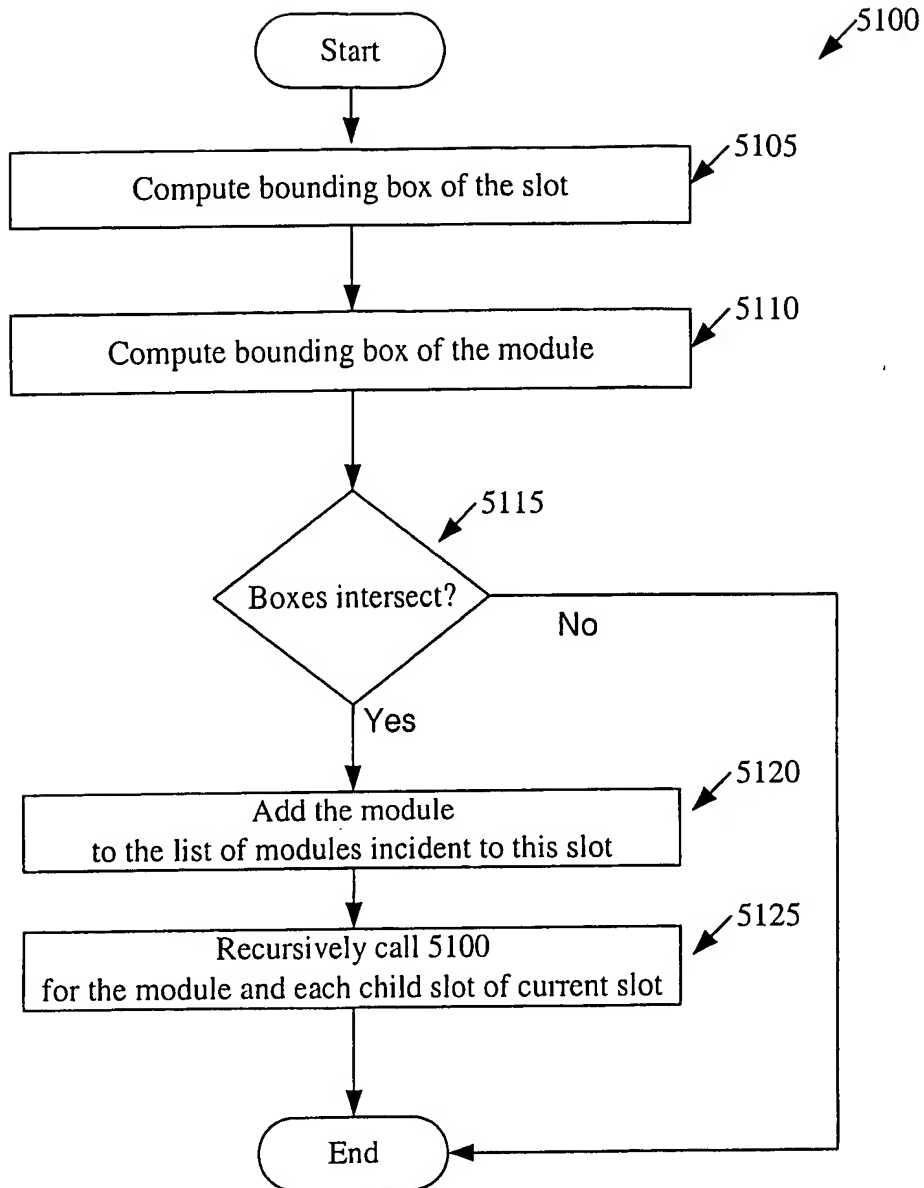 5100
Start
5105
Compute bounding box of the slot
5110
Compute bounding box of the module
5115
Boxes intersect?
No
Yes
5120
Add the module
to the list of modules incident to this slot
5125
Recursively call 5100
for the module and each child slot of current slot
End